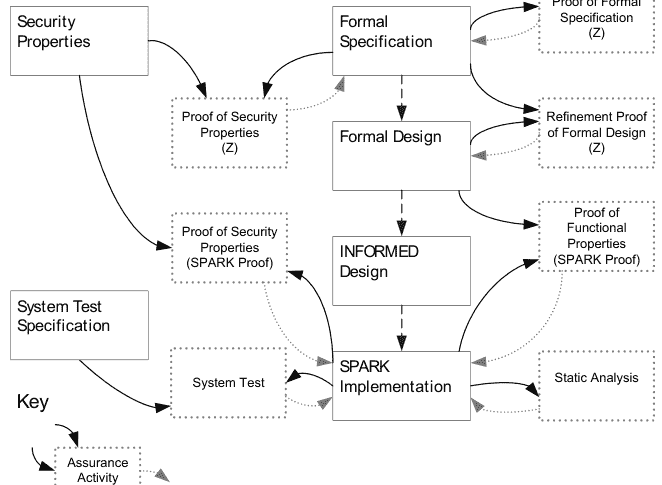 Security
Properties
Formal
Specification
Proof of Formal
Specification
(Z)
Proof of Security
Properties
(Z)
Formal Design
Refinement Proof
of Formal Design
(Z)
Proof of Security
Properties
(SPARK Proof)
INFORMED
Design
Proof of
Functional
Properties
(SPARK Proof)
System Test
Specification
System Test
SPARK
Implementation
Static Analysis
Key
Assurance
Activity